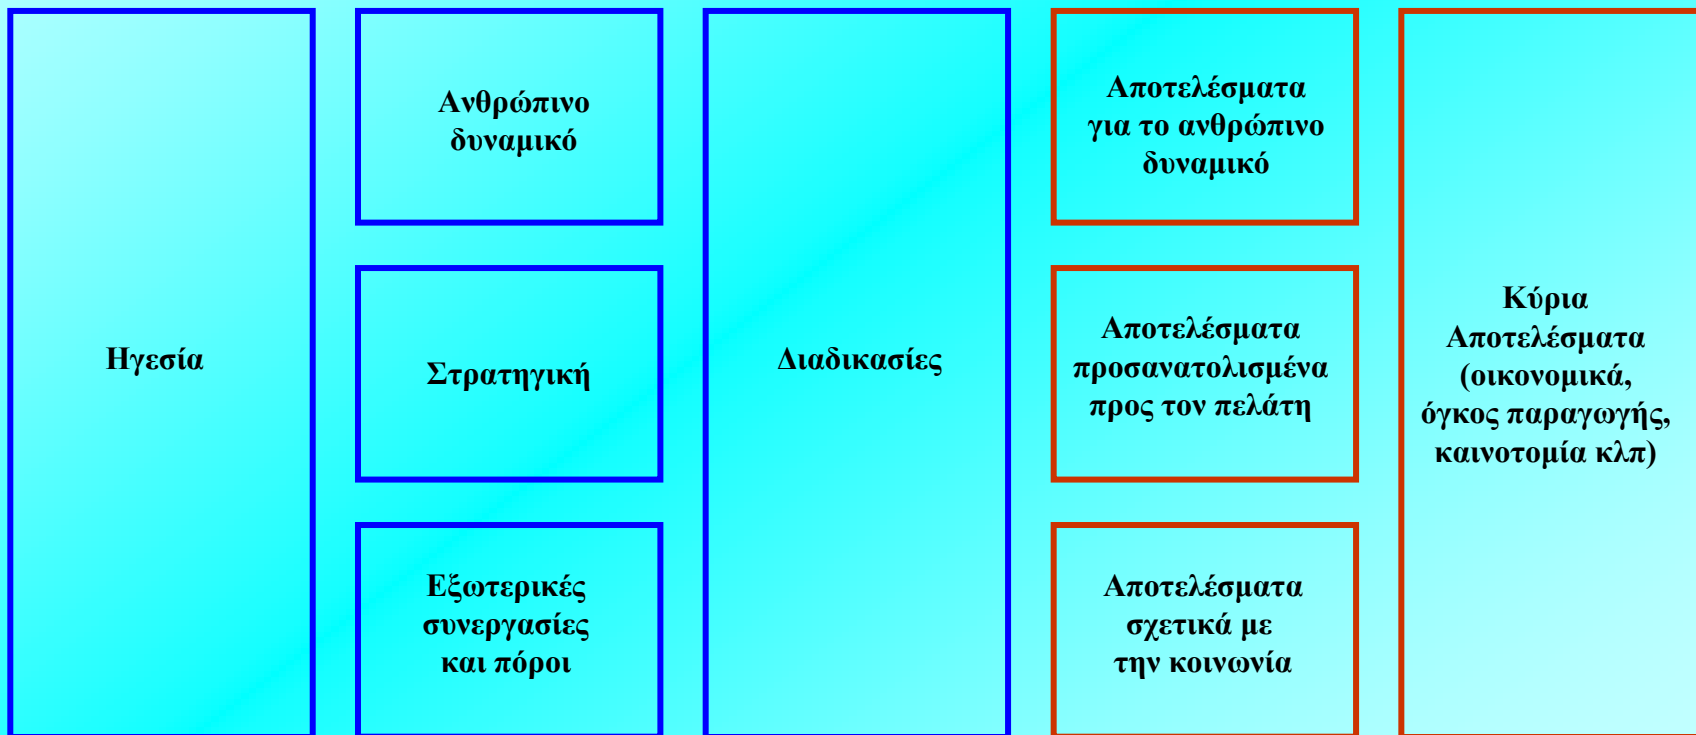 Ηγεσία
Ανθρώπινο
δυναμικό
Στρατηγική
Εξωτερικές
συνεργασίες
και πόροι
Διαδικασίες
Αποτελέσματα
για το ανθρώπινο
δυναμικό
Αποτελέσματα
προσανατολισμένα
προς τον πελάτη
Αποτελέσματα
σχετικά με
την κοινωνία
Κύρια
Αποτελέσματα
(οικονομικά,
όγκος παραγωγής,
καινοτομία κλπ)